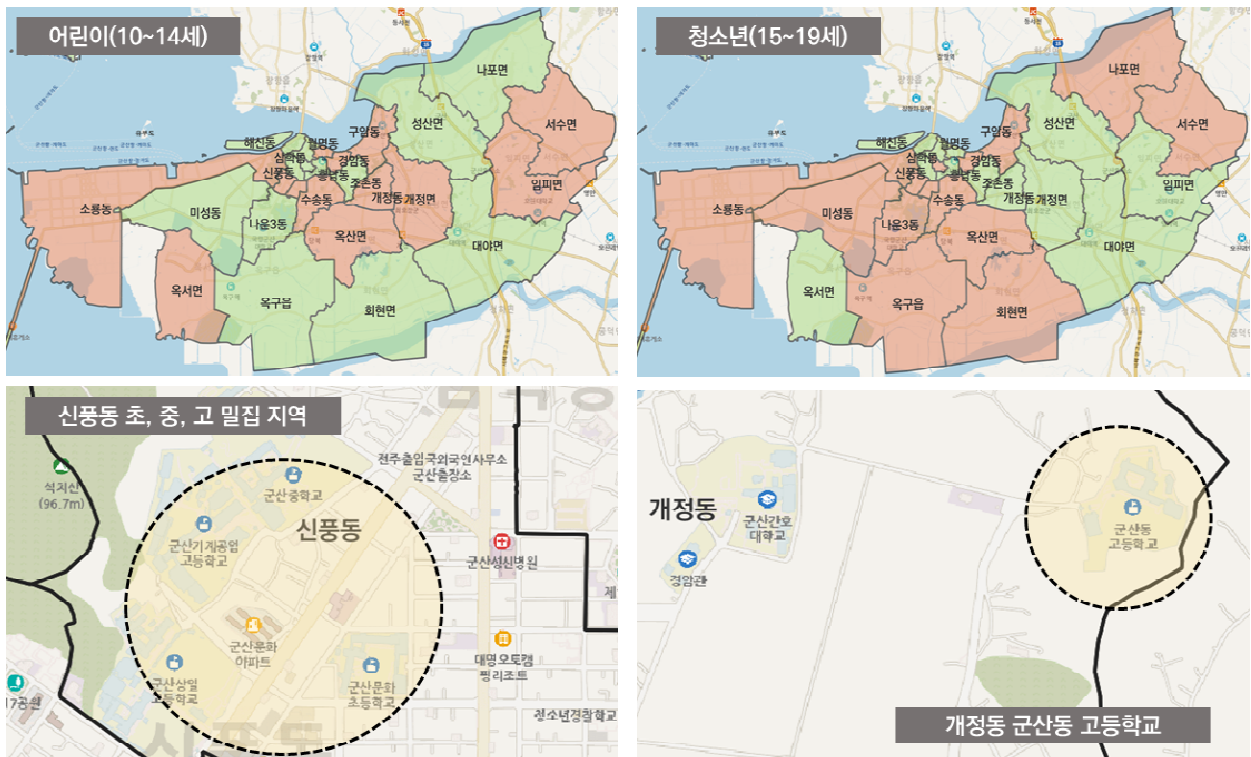 어린이(10~14세)
나포면
성산면
서수면
구암동
해신동
월명동
삼학동
경암동
신풍동
흥남동
조촌동
임피면
수송동
개정동
개정면
소룡동
미성동
나운3동
옥산면
대야면
옥서면
옥구읍
회현면
청소년(15~19세)
나포면
성산면
서수면
구암동
해신동
월명동
삼학동
경암동
신풍동
조촌동
임피면
수송동
개정동
개정면
소룡동
미성동
나운3동
옥산면
대야면
옥서면
옥구읍
회현면
신풍동 초, 중, 고 밀집 지역
석치산
(96.7m)
전주출입국외국인사무소
군산출장소
군산중학교
신풍동
군산기계공업
고등학교
군산성신병원
제
군산문화
아파트
대명오토캠
핑리조트
군산상일
고등학교
군산문화
초등학교
17공원
청소년경찰학교
신풍동
개정동
군산간호
대학교
경암관
군산동
고등학교
개정동 군산동 고등학교